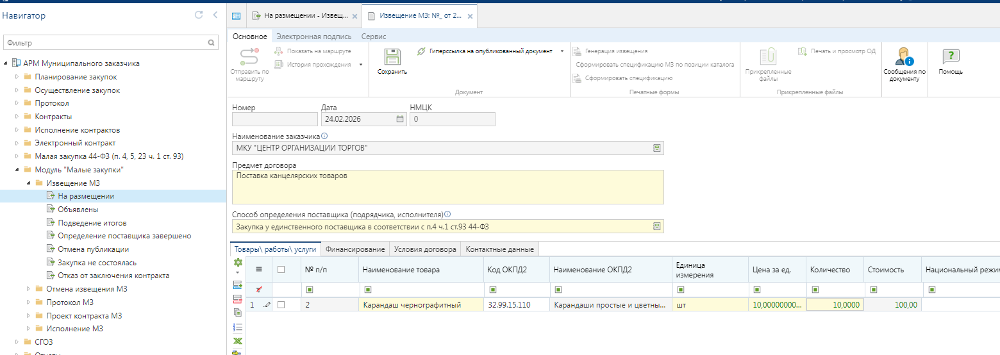 Навигатор
На размещении - Извещ...
Извещение МЗ: №_ от 2...
Фильтр
АРМ Муниципального заказчика
Планирование закупок
Осуществление закупок
Протокол
Контракты
Исполнение контрактов
Электронный контракт
Малая закупка 44-ФЗ (п. 4, 5, 23 ч. 1 ст. 93)
Модуль "Малые закупки"
Извещение МЗ
На размещении
Объявлены
Подведение итогов
Определение поставщика завершено
Отмена публикации
Закупка не состоялась
Отказ от заключения контракта
Отмена извещения МЗ
Протокол МЗ
Проект контракта МЗ
Исполнение МЗ
СГОЗ
Отчеты
Основное
Электронная подпись
Сервис
Отправить по
маршруту
Показать на маршруте
История прохождения
Сохранить
Гиперссылка на опубликованный документ
Документ
Генерация извещения
Сформировать спецификацию МЗ по позиции каталога
Сформировать спецификацию
Печатные формы
Прикрепленные
файлы
Печать и просмотр ОД
Прикрепленные файлы
Сообщения по
документу
Помощь
Номер
Дата
НМЦК
24.02.2026
0
Наименование заказчика
МКУ "ЦЕНТР ОРГАНИЗАЦИИ ТОРГОВ"
Предмет договора
Поставка канцелярских товаров
Способ определения поставщика (подрядчика, исполнителя)
Закупка у единственного поставщика в соответствии с п.4 ч.1 ст.93 44-ФЗ
Товары\ работы\ услуги
Финансирование
Условия договора
Контактные данные
№ п/п
Наименование товара
Код ОКПД2
Наименование ОКПД2
Единица
измерения
Цена за ед.
Количество
Стоимость
Национальный режим
1
2
Карандаш чернографитный
32.99.15.110
Карандаши простые и цветны...
шт
10,00000000...
10,0000
100,00